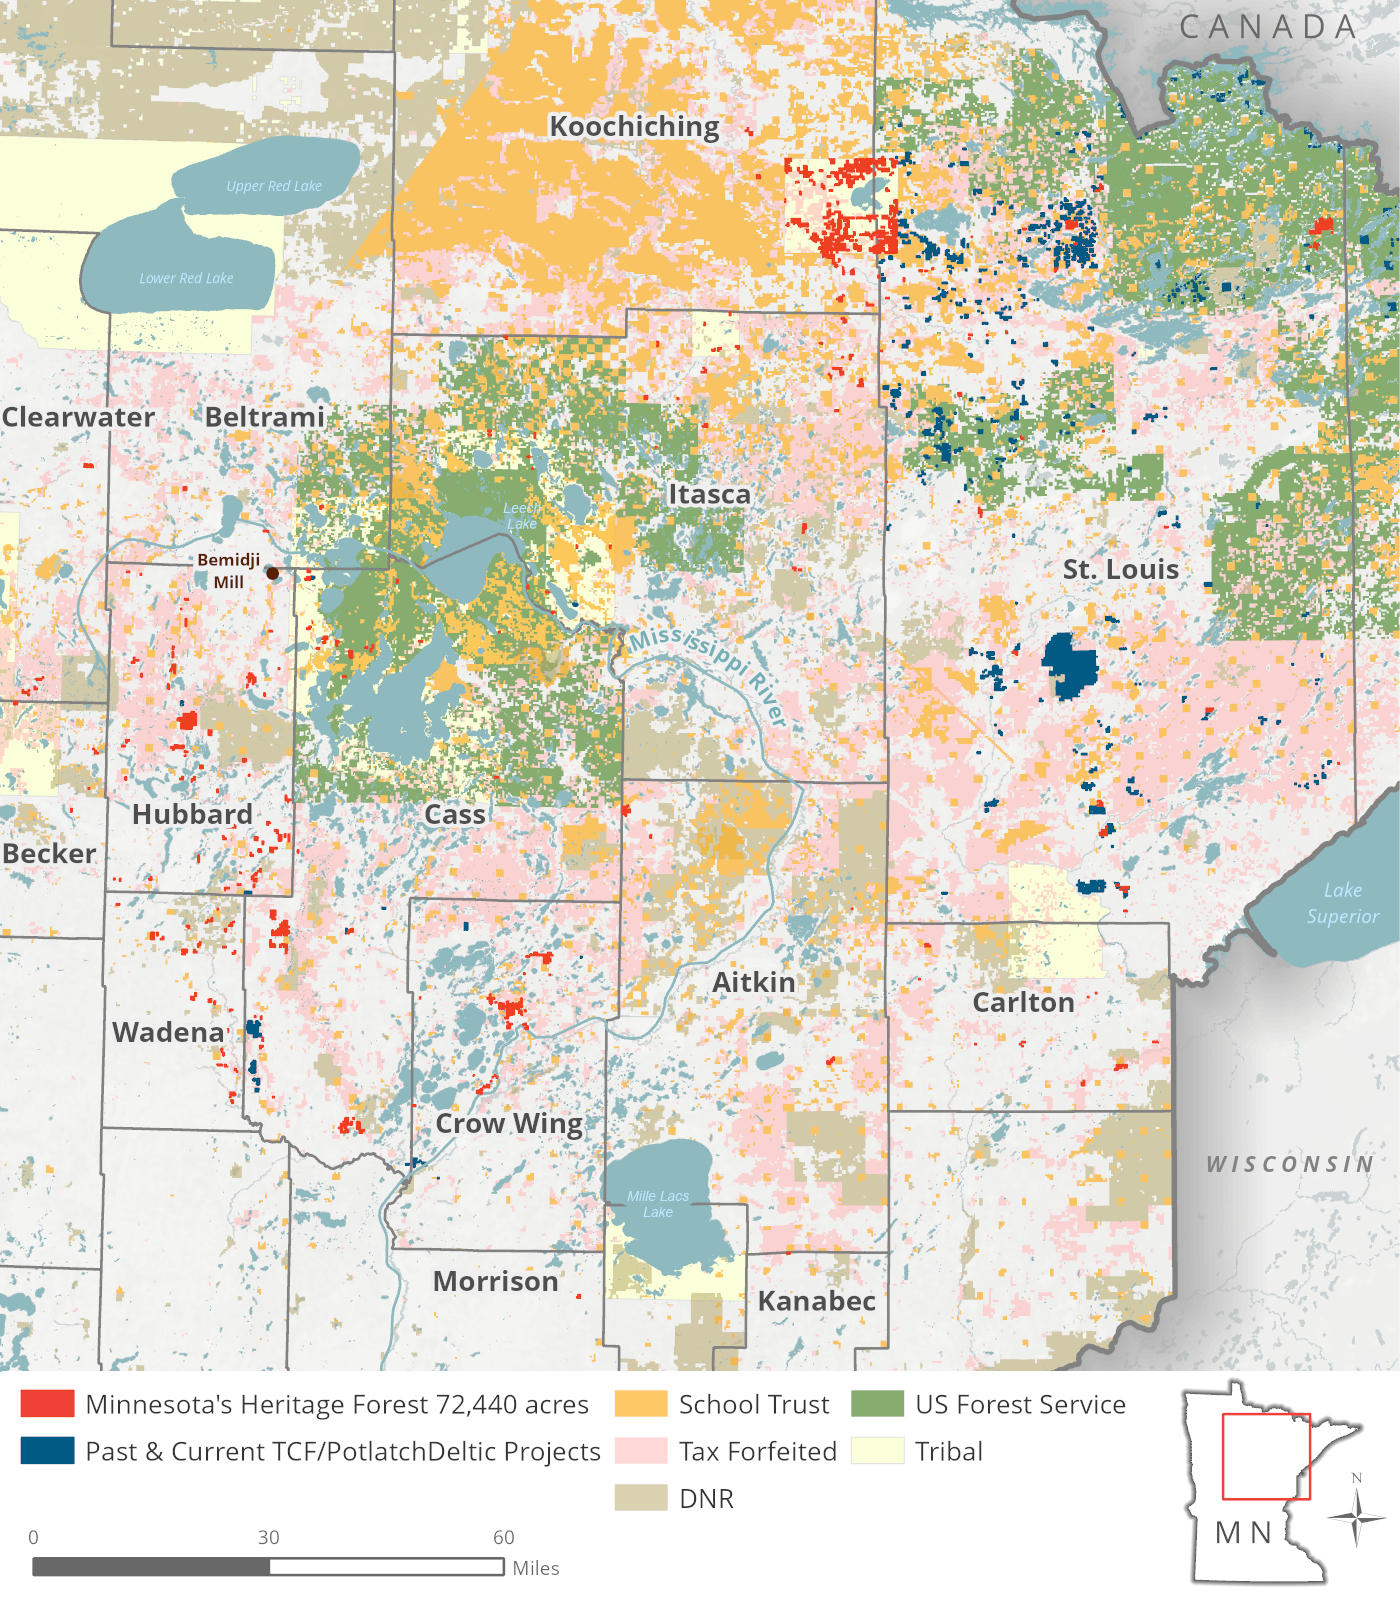 CANADA
Koochiching
Upper Red Lake
Lower Red Lake
Clearwater
Beltrami
Itasca
Leech
Lake
Bemidji
Mill
St. Louis
Mississippi River
Hubbard
Cass
Becker
Lake
Superior
Aitkin
Carlton
Wadena
Crow Wing
WISCONSIN
Mille Lacs
Lake
Morrison
Kanabec
Minnesota's Heritage Forest 72,440 acres
School Trust
US Forest Service
Past & Current TCF/PotlatchDeltic Projects
Tax Forfeited
Tribal
DNR
N
MN
0 30 60
Miles